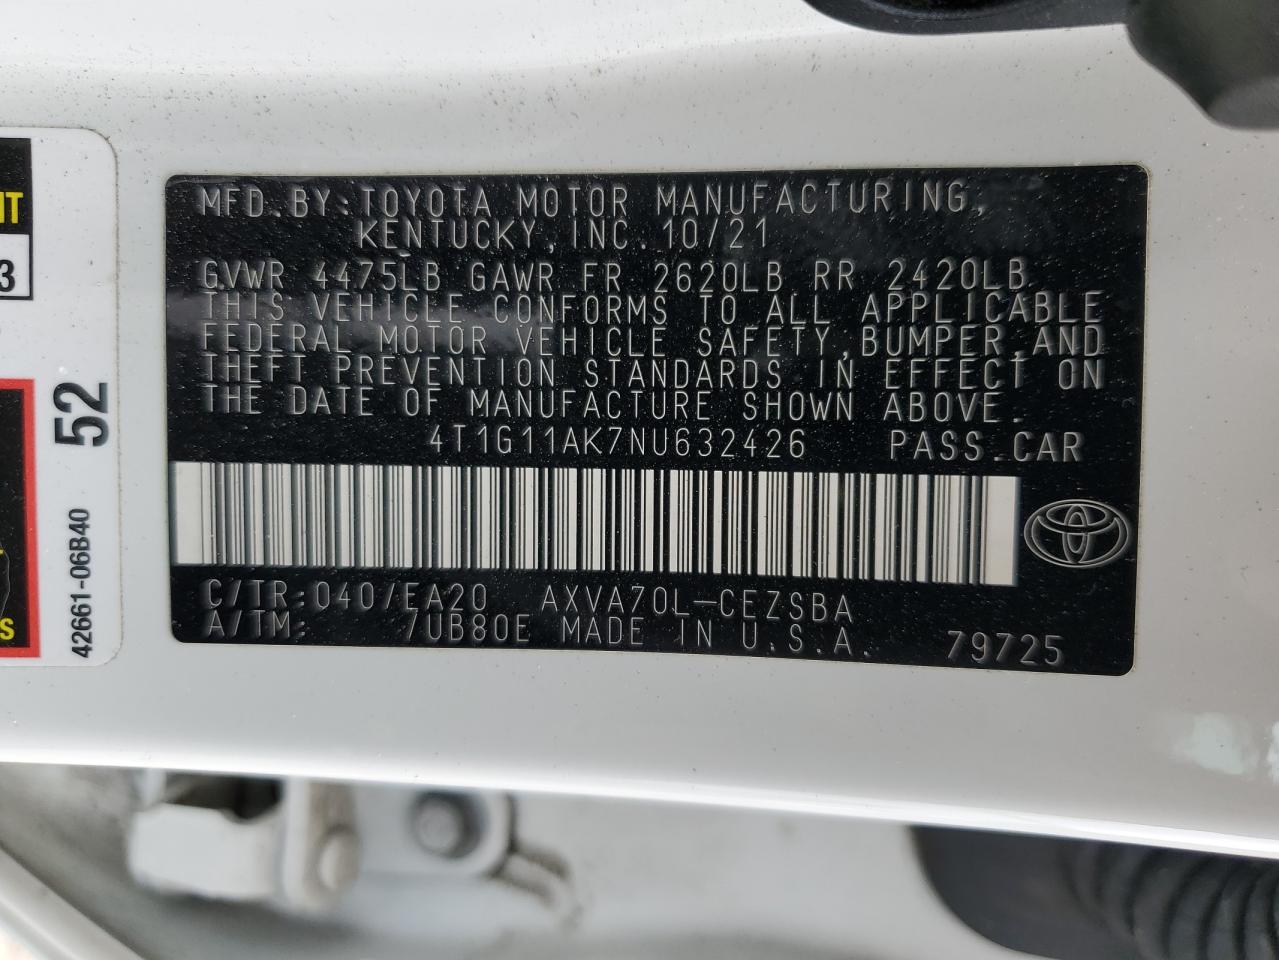 MFD.BY:TOYOTA MOTOR MANUFACTURING,
KENTUCKY,INC.10/21
GVWR 4475LB GAWR FR 2620LB RR 2420LB
THIS VEHICLE CONFORMS TO ALL APPLICABLE
FEDERAL MOTOR VEHICLE SAFETY,BUMPER,AND
THEFT PREVENTION STANDARDS IN EFFECT ON
THE DATE OF MANUFACTURE SHOWN ABOVE.
4T1G11AK7NU632426 PASS.CAR
C/TR:040/EA20 AXVA70L-CEZSBA
A/TM: /UB80E MADE IN U.S.A. 79725
3
52
42661-06B40
S